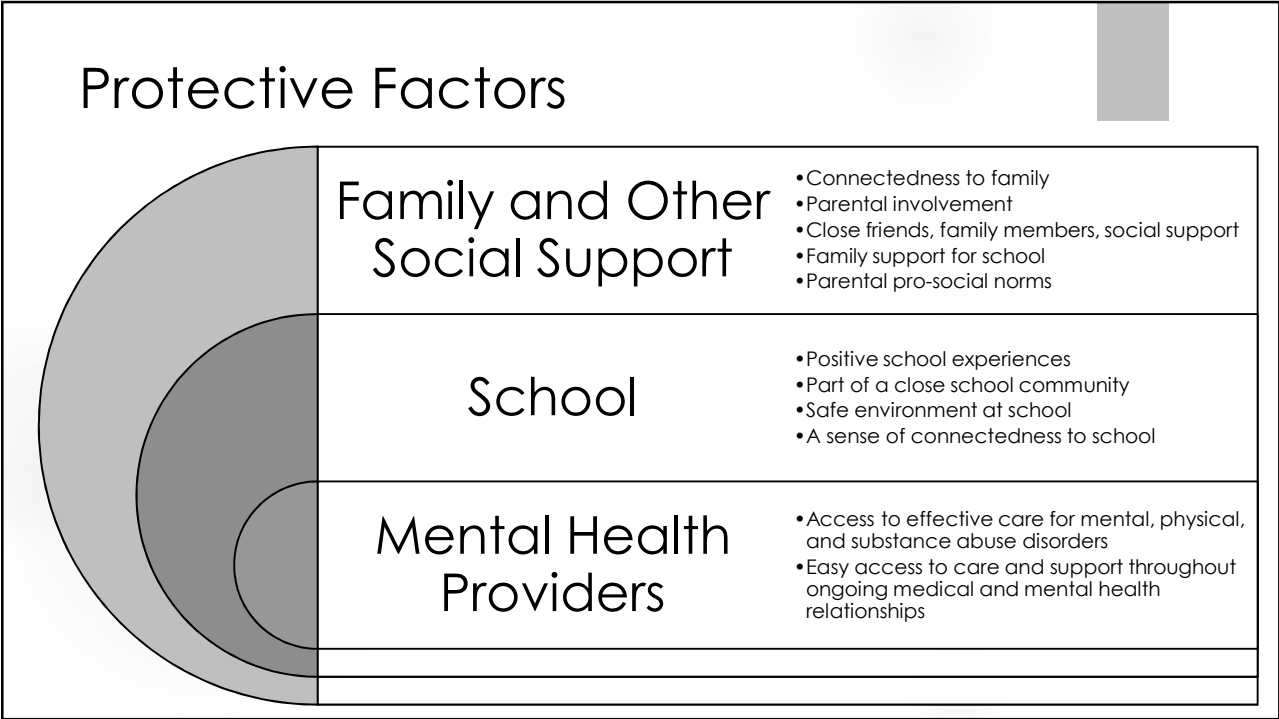 Protective Factors
Family and Other
Social Support
•Connectedness to family
•Parental involvement
•Close friends, family members, social support
•Family support for school
•Parental pro-social norms
School
•Positive school experiences
•Part of a close school community
•Safe environment at school
•A sense of connectedness to school
Mental Health
Providers
•Access to effective care for mental, physical,
and substance abuse disorders
•Easy access to care and support throughout
ongoing medical and mental health
relationships